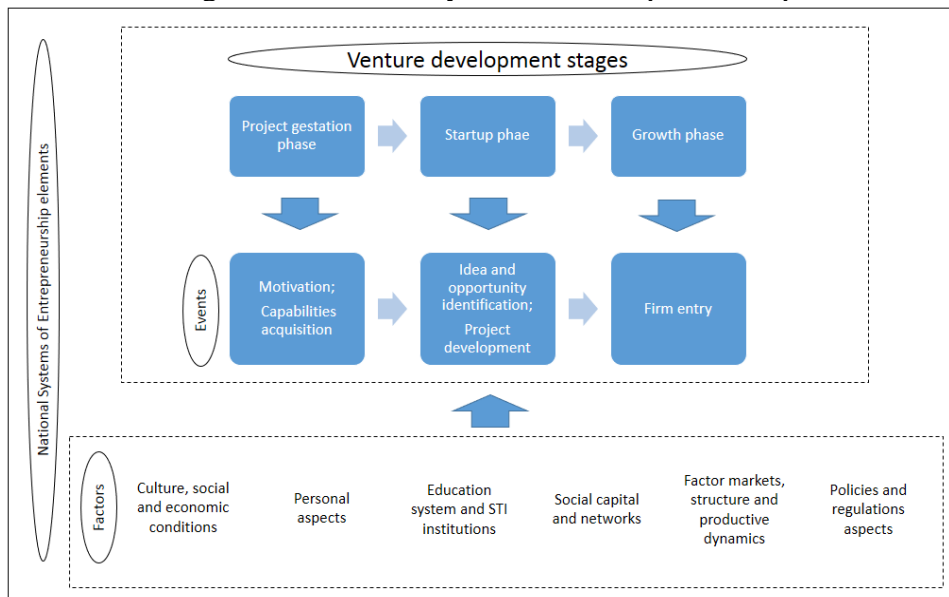 Venture development stages
Project gestation
phase
Startup phae
Growth phase
National Systems of Entrepreneurship elements
Events
Motivation;
Capabilities
acquisition
Idea and
opportunity
identification;
Project
development
Firm entry
Factors
Culture, social
and economic
conditions
Personal
aspects
Education
system and STI
institutions
Social capital
and networks
Factor markets,
structure and
productive
dynamics
Policies and
regulations
aspects